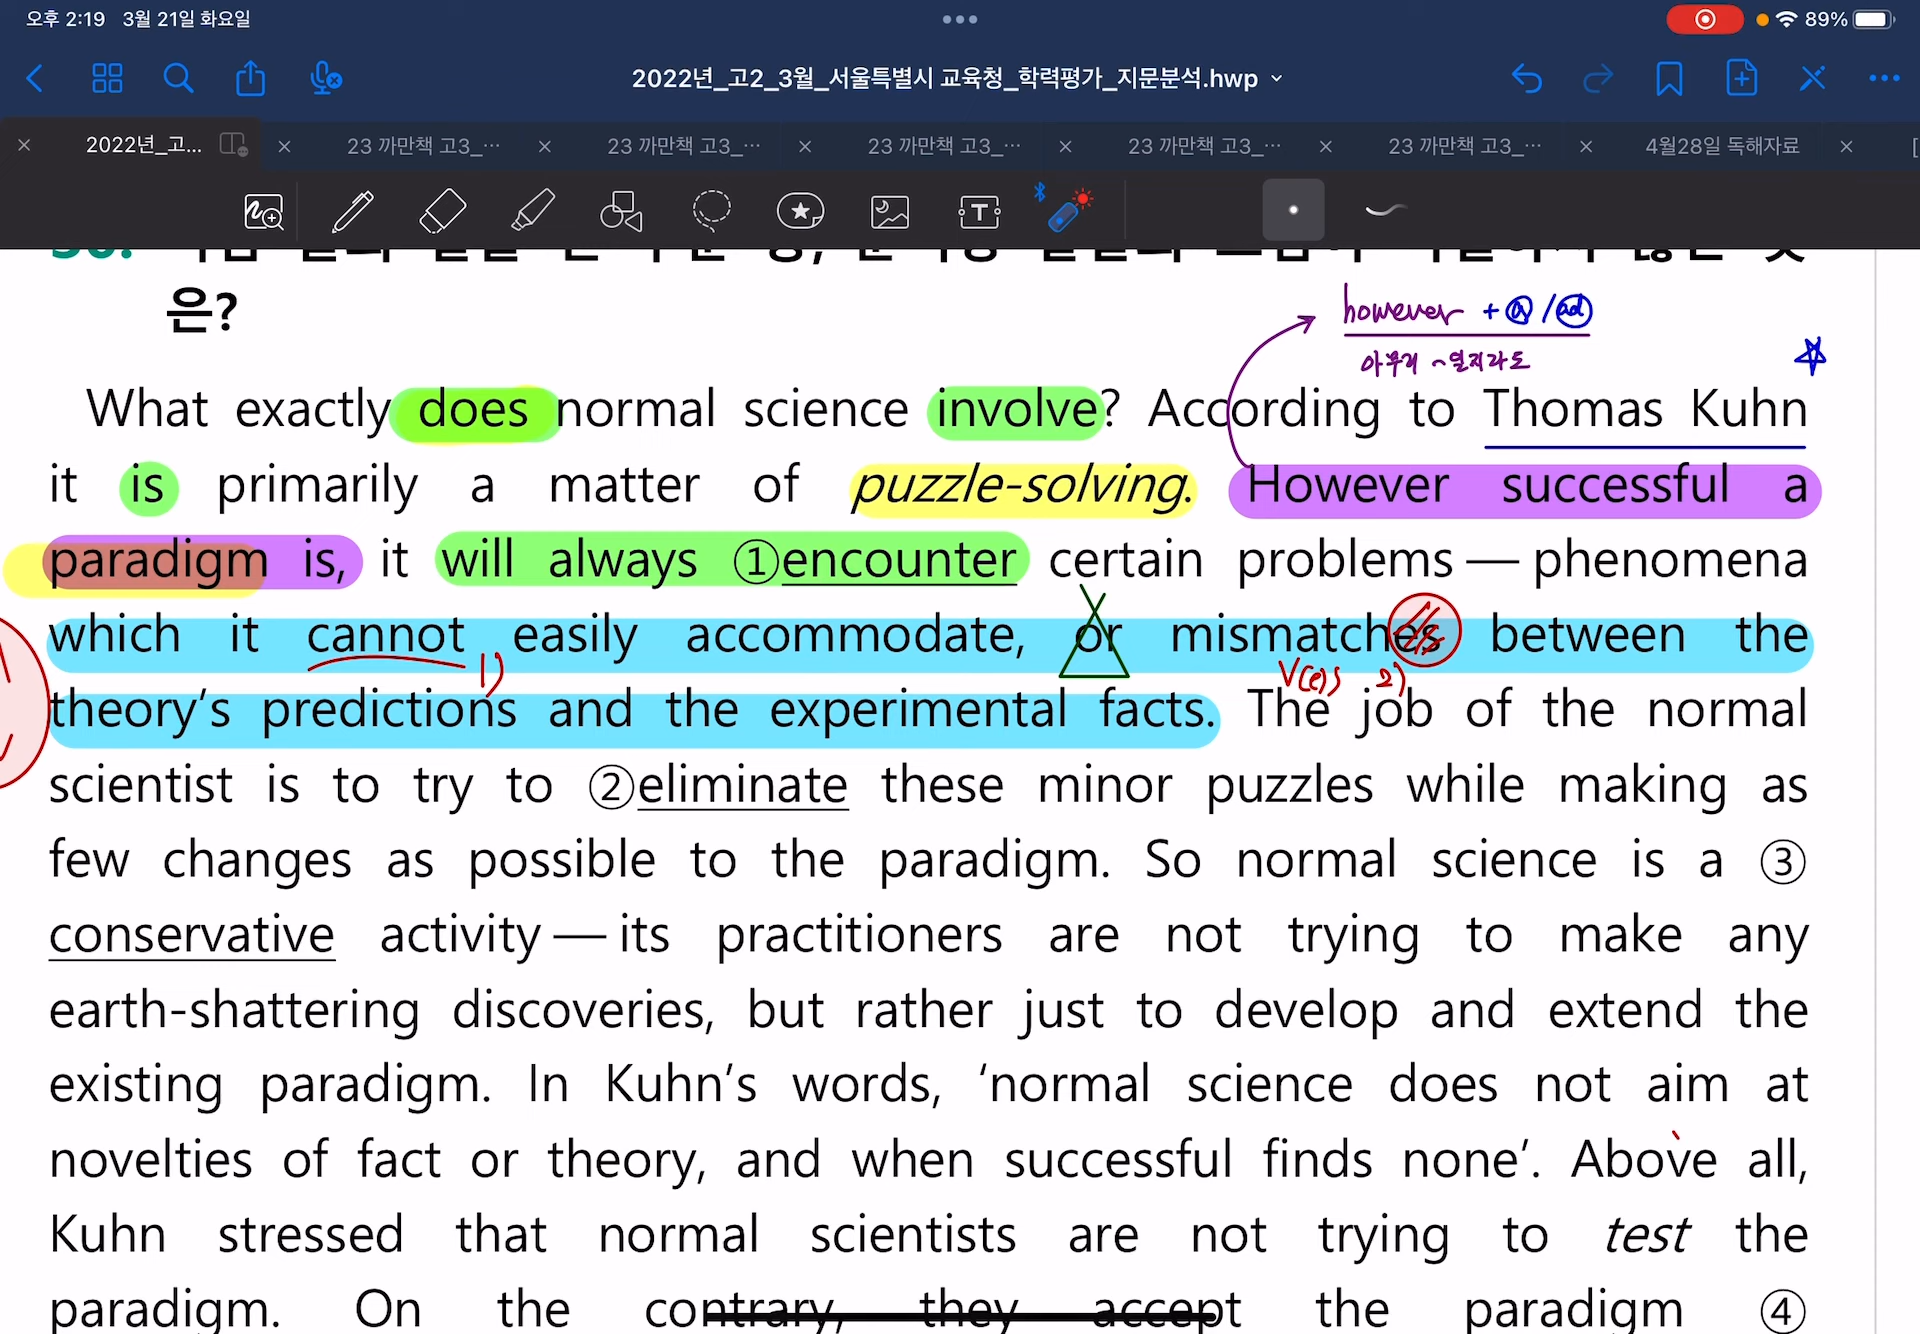 오후 2:19 3월 21일 화요일
89%
2022년_고2_3월_서울특별시 교육청_학력평가_지문분석.hwp
2022년_고... 23 까만책 고3_… 23 까만책 고3_… 23 까만책 고3_… 23 까만책 고3_… 23 까만책 고3_… 4월28일 독해자료 [
은?
however + ⓐ / ad
아무리 ~일지라도
What exactly does normal science involve? According to Thomas Kuhn
it is primarily a matter of puzzle-solving. However successful a
paradigm is, it will always ①encounter certain problems — phenomena
which it cannot easily accommodate, or mismatches between the
1) V(e)s 2)
theory’s predictions and the experimental facts. The job of the normal
scientist is to try to ②eliminate these minor puzzles while making as
few changes as possible to the paradigm. So normal science is a ③
conservative activity — its practitioners are not trying to make any
earth-shattering discoveries, but rather just to develop and extend the
existing paradigm. In Kuhn’s words, ‘normal science does not aim at
novelties of fact or theory, and when successful finds none’. Above all,
Kuhn stressed that normal scientists are not trying to test the
paradigm. On the contrary, they accept the paradigm ④